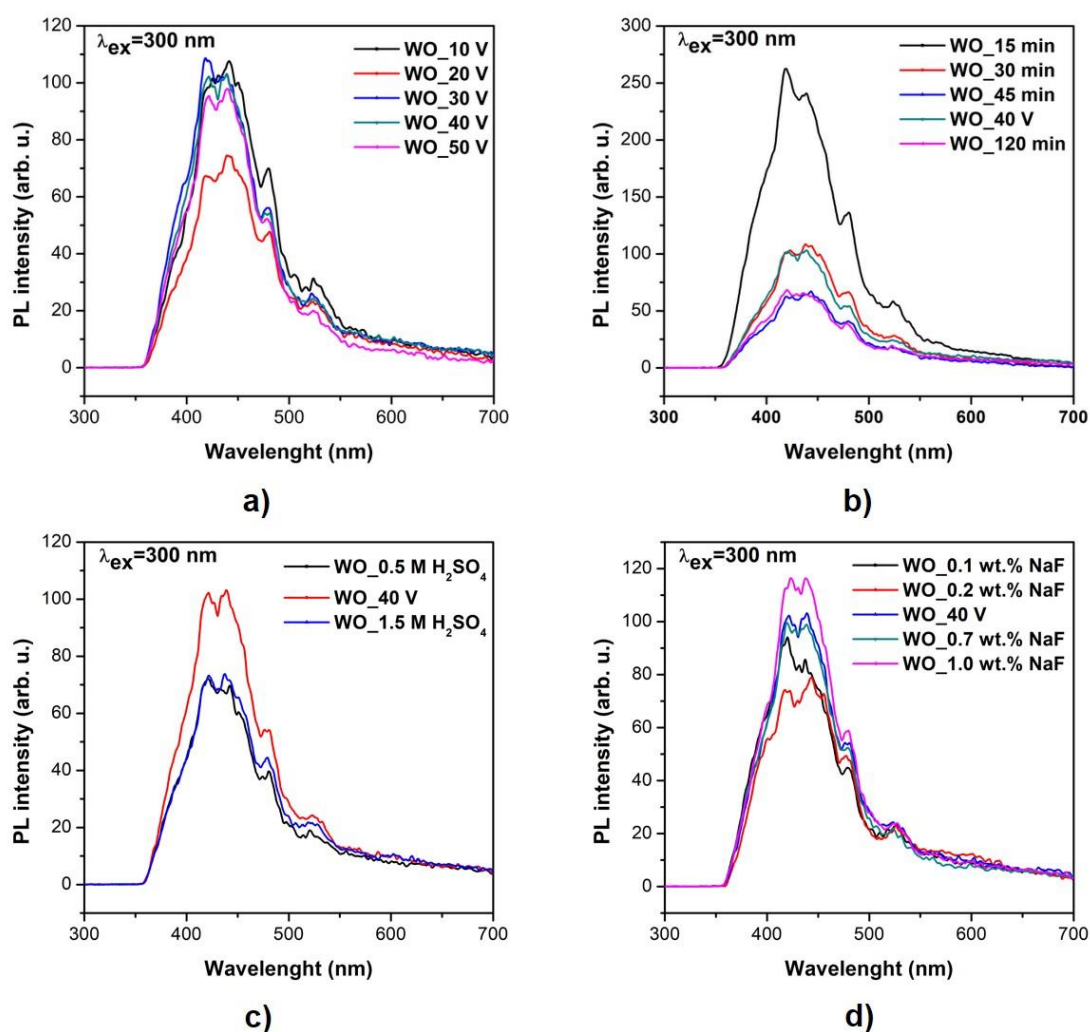 λex=300 nm
WO_10 V
WO_20 V
WO_30 V
WO_40 V
WO_50 V
120
100
80
60
40
20
0
PL intensity (arb. u.)
300 400 500 600 700
Wavelenght (nm)
a)
λex=300 nm
WO_15 min
WO_30 min
WO_45 min
WO_40 V
WO_120 min
300
250
200
150
100
50
0
PL intensity (arb. u.)
300 400 500 600 700
Wavelenght (nm)
b)
λex=300 nm
WO_0.5 M H₂SO₄
WO_40 V
WO_1.5 M H₂SO₄
120
100
80
60
40
20
0
PL intensity (arb. u.)
300 400 500 600 700
Wavelenght (nm)
c)
λex=300 nm
WO_0.1 wt.% NaF
WO_0.2 wt.% NaF
WO_40 V
WO_0.7 wt.% NaF
WO_1.0 wt.% NaF
120
100
80
60
40
20
0
PL intensity (arb. u.)
300 400 500 600 700
Wavelenght (nm)
d)